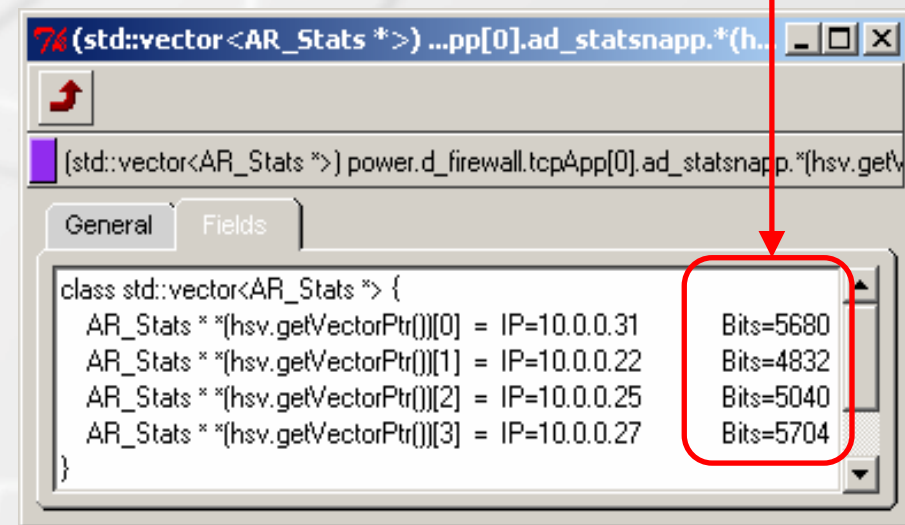 (std::vector<AR_Stats *>) ...pp[0].ad_statsnapp.*(h...
(std::vector<AR_Stats *>) power.d_firewall.tcpApp[0].ad_statsnapp.*(hsv.getV
General Fields
class std::vector<AR_Stats *> {
AR_Stats * *(hsv.getVectorPtr())[0] = IP=10.0.0.31 Bits=5680
AR_Stats * *(hsv.getVectorPtr())[1] = IP=10.0.0.22 Bits=4832
AR_Stats * *(hsv.getVectorPtr())[2] = IP=10.0.0.25 Bits=5040
AR_Stats * *(hsv.getVectorPtr())[3] = IP=10.0.0.27 Bits=5704
}